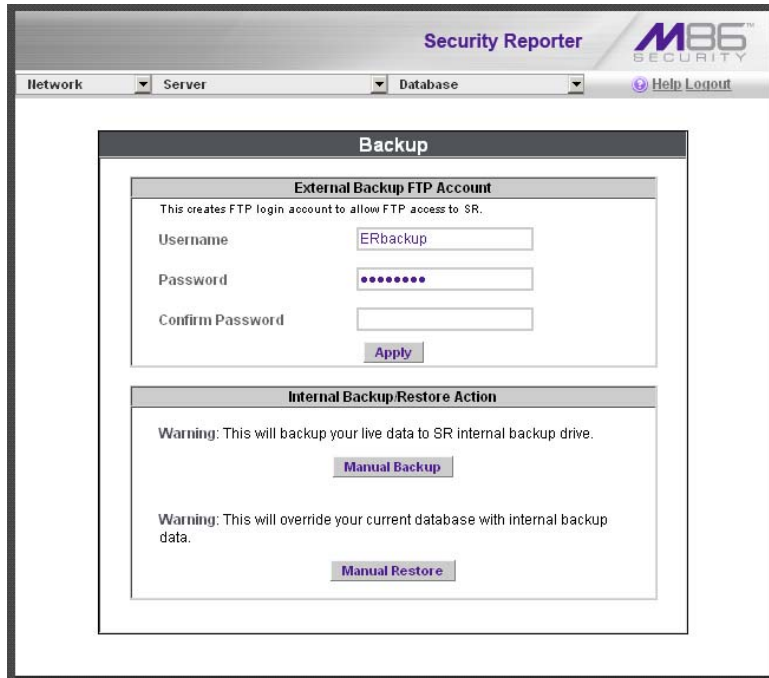 Security Reporter
M86
SECURITY
Network Server Database Help Logout
Backup
External Backup FTP Account
This creates FTP login account to allow FTP access to SR.
Username ERbackup
Password ••••••••
Confirm Password
Apply
Internal Backup/Restore Action
Warning: This will backup your live data to SR internal backup drive.
Manual Backup
Warning: This will override your current database with internal backup
data.
Manual Restore